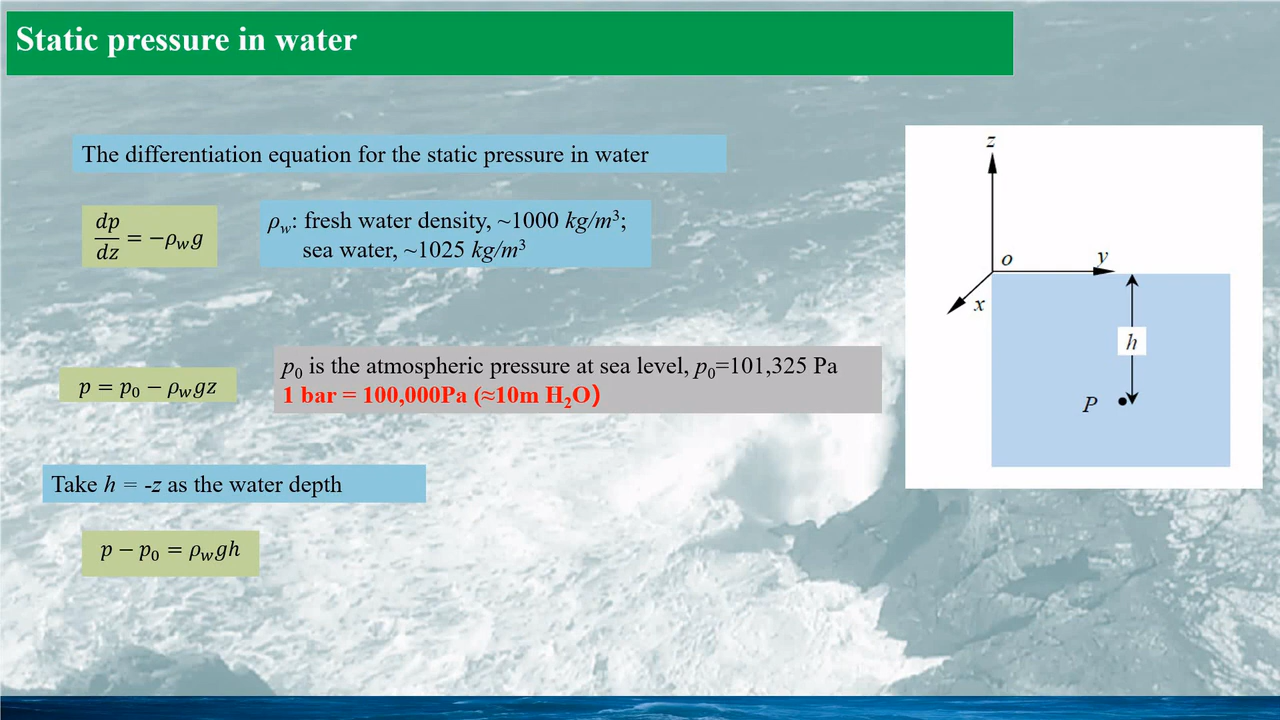 Static pressure in water
The differentiation equation for the static pressure in water
dp/dz = −ρ_w g
ρ_w: fresh water density, ~1000 kg/m³;
sea water, ~1025 kg/m³
p = p₀ − ρ_w gz
p₀ is the atmospheric pressure at sea level, p₀=101,325 Pa
1 bar = 100,000Pa (≈10m H₂O)
Take h = -z as the water depth
p − p₀ = ρ_w gh
z
o
y
x
h
P